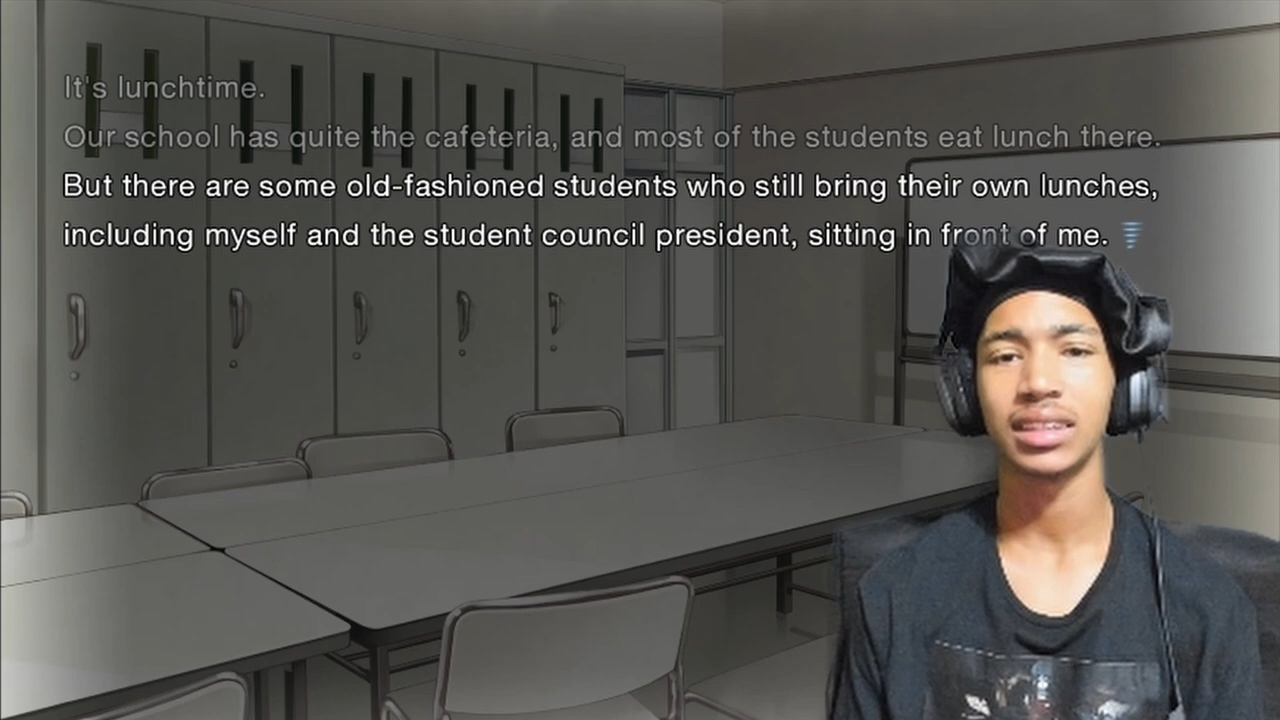 It's lunchtime.
Our school has quite the cafeteria, and most of the students eat lunch there.
But there are some old-fashioned students who still bring their own lunches,
including myself and the student council president, sitting in front of me.